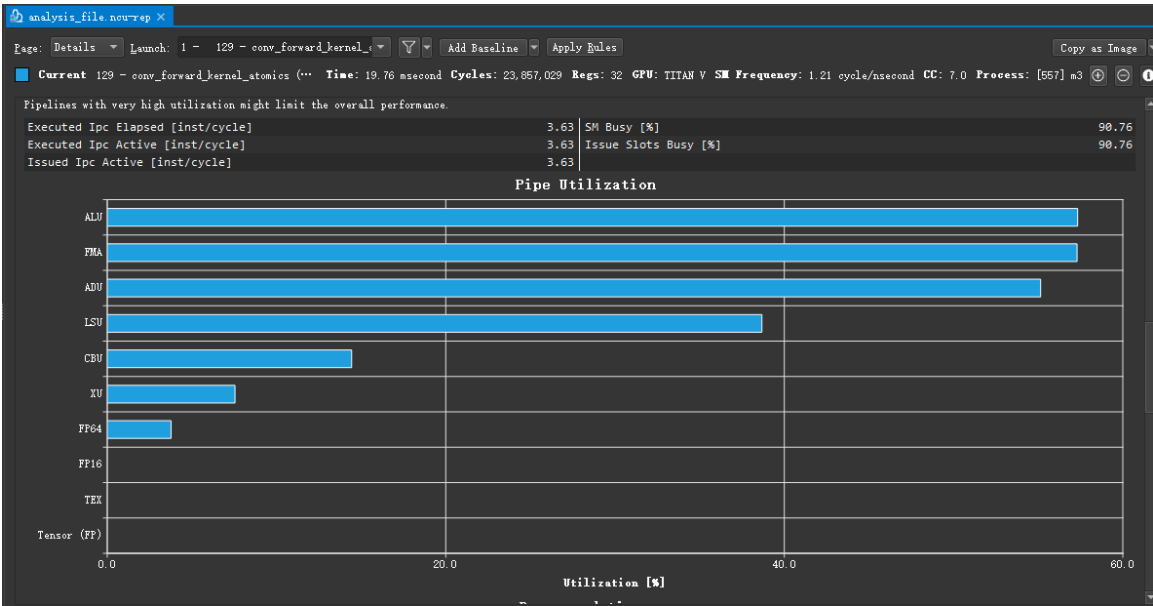 analysis_file.ncu-rep ×
Page: Details Launch: 1 - 129 - conv_forward_kernel_ Add Baseline Apply Rules Copy as Image
Current 129 - conv_forward_kernel_atomics (··· Time: 19.76 msecond Cycles: 23,857,029 Regs: 32 GPU: TITAN V SM Frequency: 1.21 cycle/nsecond CC: 7.0 Process: [557] m3
Pipelines with very high utilization might limit the overall performance.
Executed Ipc Elapsed [inst/cycle] 3.63 SM Busy [%] 90.76
Executed Ipc Active [inst/cycle] 3.63 Issue Slots Busy [%] 90.76
Issued Ipc Active [inst/cycle] 3.63
Pipe Utilization
ALU
FMA
ADU
LSU
CBU
XU
FP64
FP16
TEX
Tensor (FP)
0.0 20.0 40.0 60.0
Utilization [%]